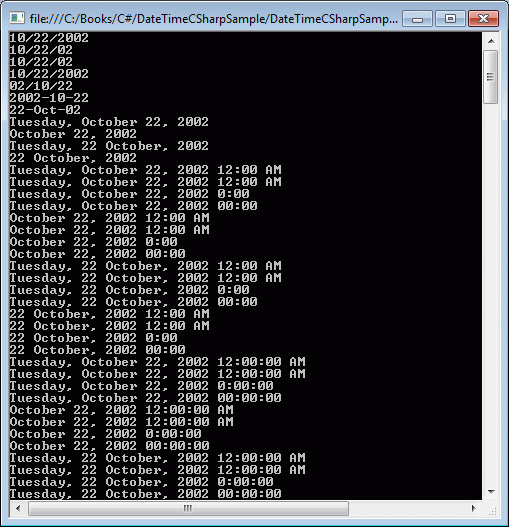 file:///C:/Books/C#/DateTimeCSharpSample/DateTimeCSharpSamp...
10/22/2002
10/22/02
10/22/02
10/22/2002
02/10/22
2002-10-22
22-Oct-02
Tuesday, October 22, 2002
October 22, 2002
Tuesday, 22 October, 2002
22 October, 2002
Tuesday, October 22, 2002 12:00 AM
Tuesday, October 22, 2002 12:00 AM
Tuesday, October 22, 2002 0:00
Tuesday, October 22, 2002 00:00
October 22, 2002 12:00 AM
October 22, 2002 12:00 AM
October 22, 2002 0:00
October 22, 2002 00:00
Tuesday, 22 October, 2002 12:00 AM
Tuesday, 22 October, 2002 12:00 AM
Tuesday, 22 October, 2002 0:00
Tuesday, 22 October, 2002 00:00
22 October, 2002 12:00 AM
22 October, 2002 12:00 AM
22 October, 2002 0:00
22 October, 2002 00:00
Tuesday, October 22, 2002 12:00:00 AM
Tuesday, October 22, 2002 12:00:00 AM
Tuesday, October 22, 2002 0:00:00
Tuesday, October 22, 2002 00:00:00
October 22, 2002 12:00:00 AM
October 22, 2002 12:00:00 AM
October 22, 2002 0:00:00
October 22, 2002 00:00:00
Tuesday, 22 October, 2002 12:00:00 AM
Tuesday, 22 October, 2002 12:00:00 AM
Tuesday, 22 October, 2002 0:00:00
Tuesday, 22 October, 2002 00:00:00